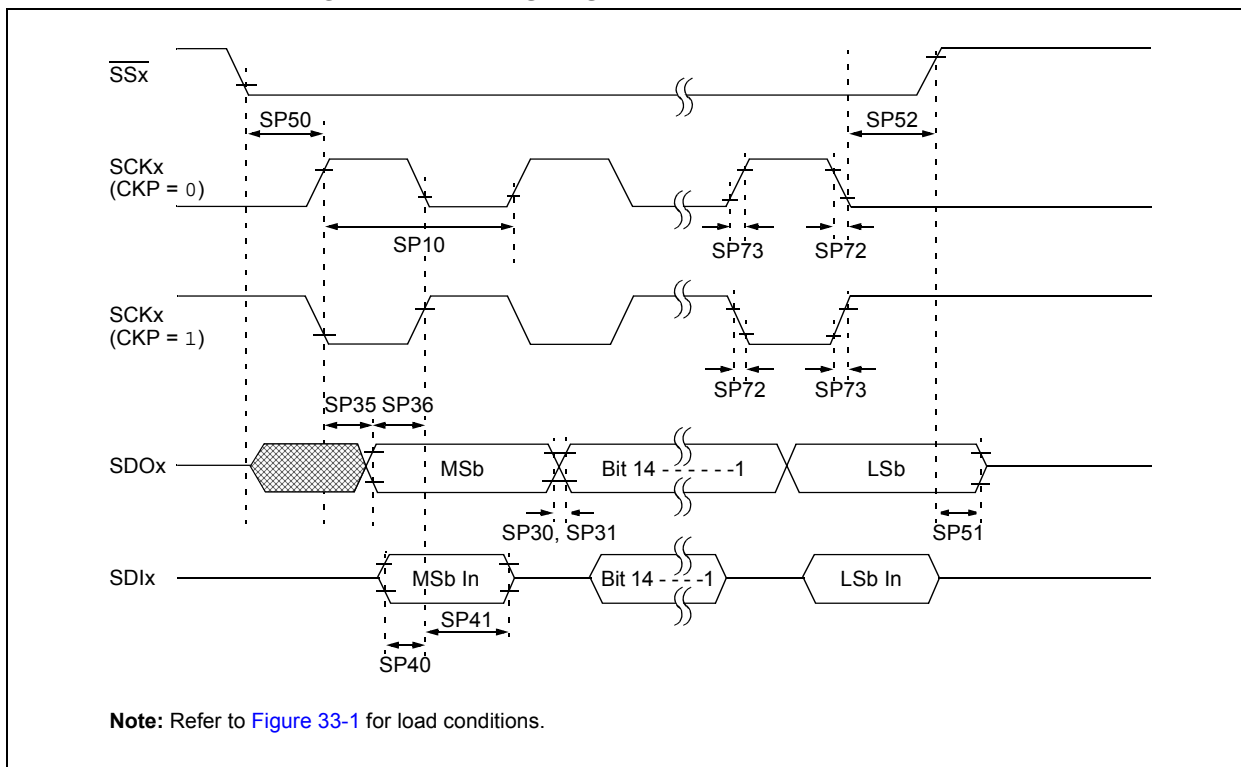 SSx
SP50
SP52
SCKx
(CKP = 0)
SP10
SP73
SP72
SCKx
(CKP = 1)
SP72
SP73
SP35 SP36
SDOx
MSb
Bit 14 - - - - - -1
LSb
SP30, SP31
SP51
SDIx
MSb In
Bit 14 - - - -1
LSb In
SP41
SP40
Note: Refer to Figure 33-1 for load conditions.